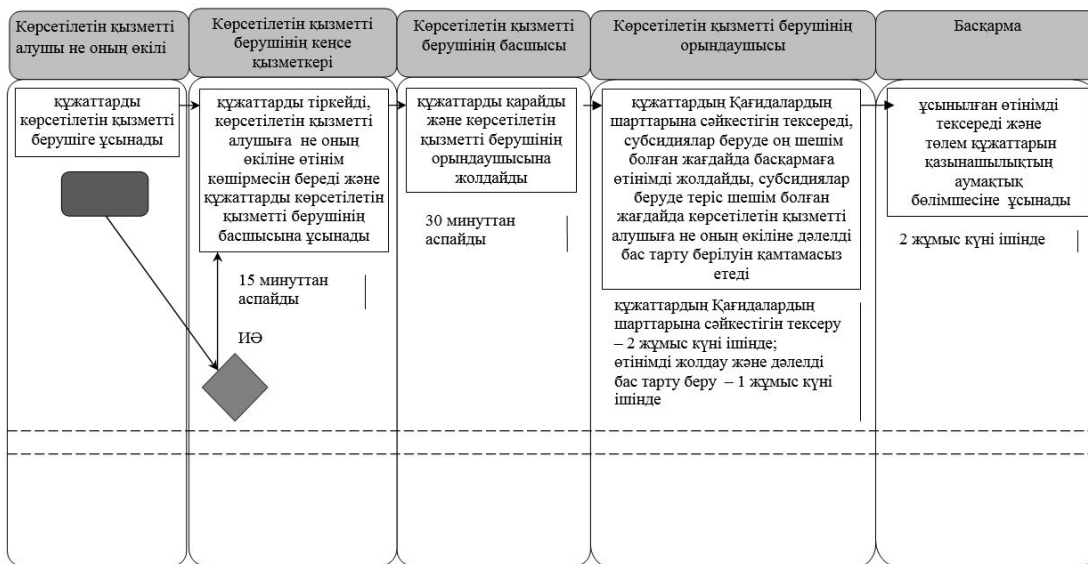 Көрсетілетін қызметті
алушы не оның өкілі
Көрсетілетін қызметті
берушінің кеңсе
қызметкері
Көрсетілетін қызметті
берушінің басшысы
Көрсетілетін қызметті берушінің
орындаушысы
Басқарма
құжаттарды
көрсетілетін қызметті
берушіге ұсынады
құжаттарды тіркейді,
көрсетілетін қызметті
алушыға не оның
өкіліне өтінім
көшірмесін береді және
құжаттарды көрсетілетін
қызметті берушінің
басшысына ұсынады
15 минуттан
аспайды
ИӘ
құжаттарды қарайды
және көрсетілетін
қызметті берушінің
орындаушысына
жолдайды
30 минуттан
аспайды
құжаттардың Қағидалардың
шарттарына сәйкестігін тексереді,
субсидиялар беруде оң шешім
болған жағдайда басқармаға
өтінімді жолдайды, субсидиялар
беруде теріс шешім болған
жағдайда көрсетілетін қызметті
алушыға не оның өкіліне дәлелді
бас тарту берілуін қамтамасыз
етеді
құжаттардың Қағидалардың
шарттарына сәйкестігін тексеру
– 2 жұмыс күні ішінде;
өтінімді жолдау және дәлелді
бас тарту беру – 1 жұмыс күні
ішінде
ұсынылған өтінімді
тексереді және
төлем құжаттарын
қазынашылықтың
аумақтық
бөлімшесіне ұсынады
2 жұмыс күні ішінде